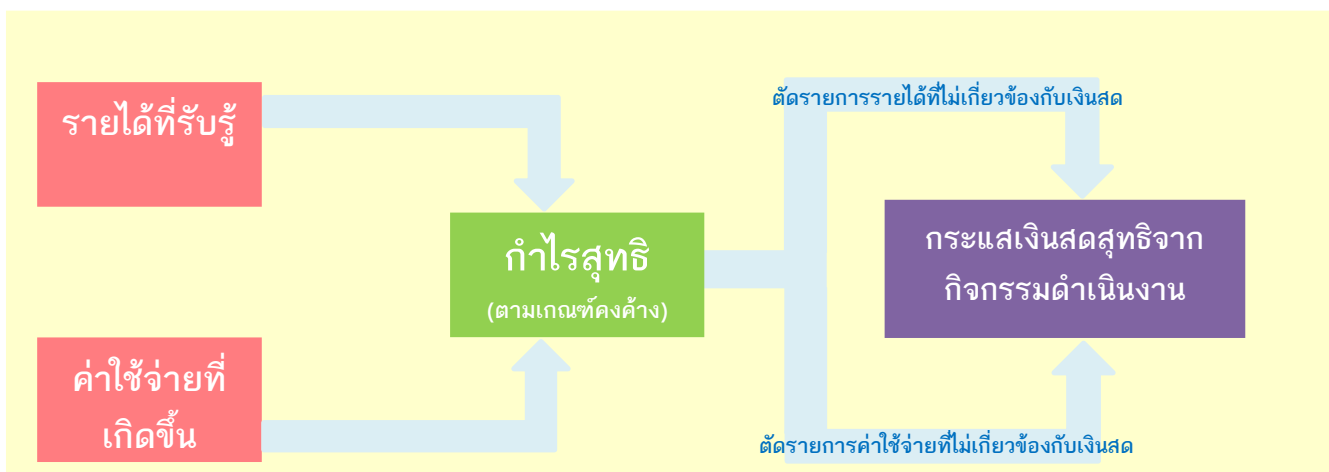 รายได้ที่รับรู้
ค่าใช้จ่ายที่
เกิดขึ้น
กำไรสุทธิ
(ตามเกณฑ์คงค้าง)
ตัดรายการรายได้ที่ไม่เกี่ยวข้องกับเงินสด
กระแสเงินสดสุทธิจาก
กิจกรรมดำเนินงาน
ตัดรายการค่าใช้จ่ายที่ไม่เกี่ยวข้องกับเงินสด